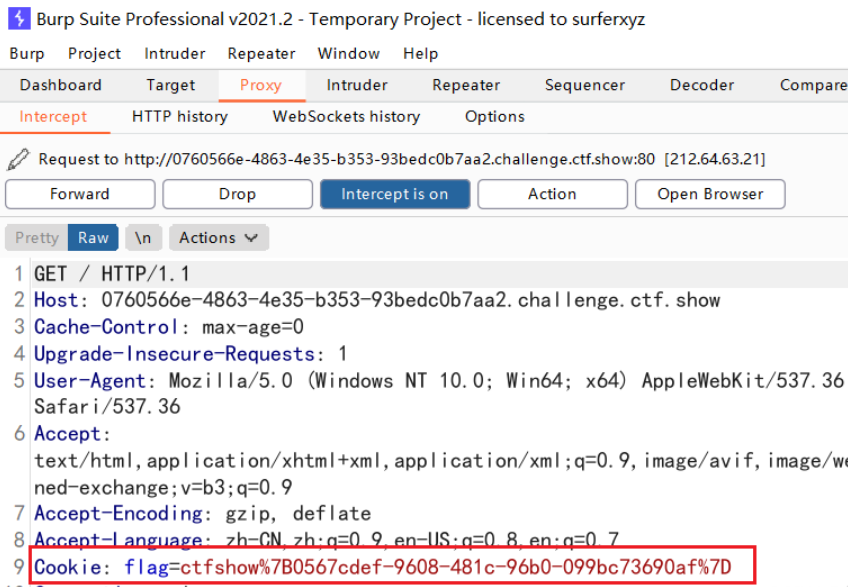 Burp Suite Professional v2021.2 - Temporary Project - licensed to surferxyz
Burp Project Intruder Repeater Window Help
Dashboard Target Proxy Intruder Repeater Sequencer Decoder Compare
Intercept HTTP history WebSockets history Options
Request to http://0760566e-4863-4e35-b353-93bedc0b7aa2.challenge.ctf.show:80 [212.64.63.21]
Forward Drop Intercept is on Action Open Browser
Pretty Raw \n Actions
1 GET / HTTP/1.1
2 Host: 0760566e-4863-4e35-b353-93bedc0b7aa2.challenge.ctf.show
3 Cache-Control: max-age=0
4 Upgrade-Insecure-Requests: 1
5 User-Agent: Mozilla/5.0 (Windows NT 10.0; Win64; x64) AppleWebKit/537.36
Safari/537.36
6 Accept:
text/html,application/xhtml+xml,application/xml;q=0.9,image/avif,image/we
ned-exchange;v=b3;q=0.9
7 Accept-Encoding: gzip, deflate
8 Accept-Language: zh-CN,zh;q=0.9,en-US;q=0.8,en;q=0.7
9 Cookie: flag=ctfshow%7B0567cdef-9608-481c-96b0-099bc73690af%7D